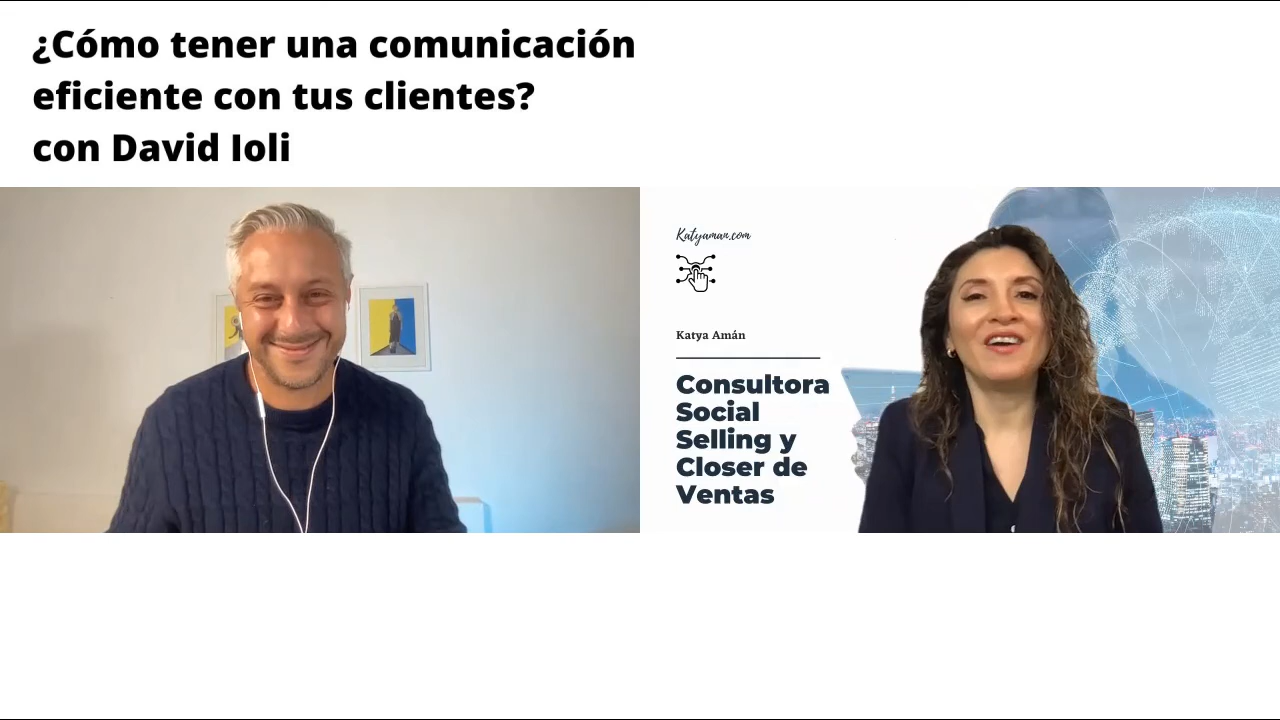 ¿Cómo tener una comunicación
eficiente con tus clientes?
con David Ioli
Katyaman.com
Katya Amán
Consultora
Social
Selling y
Closer de
Ventas